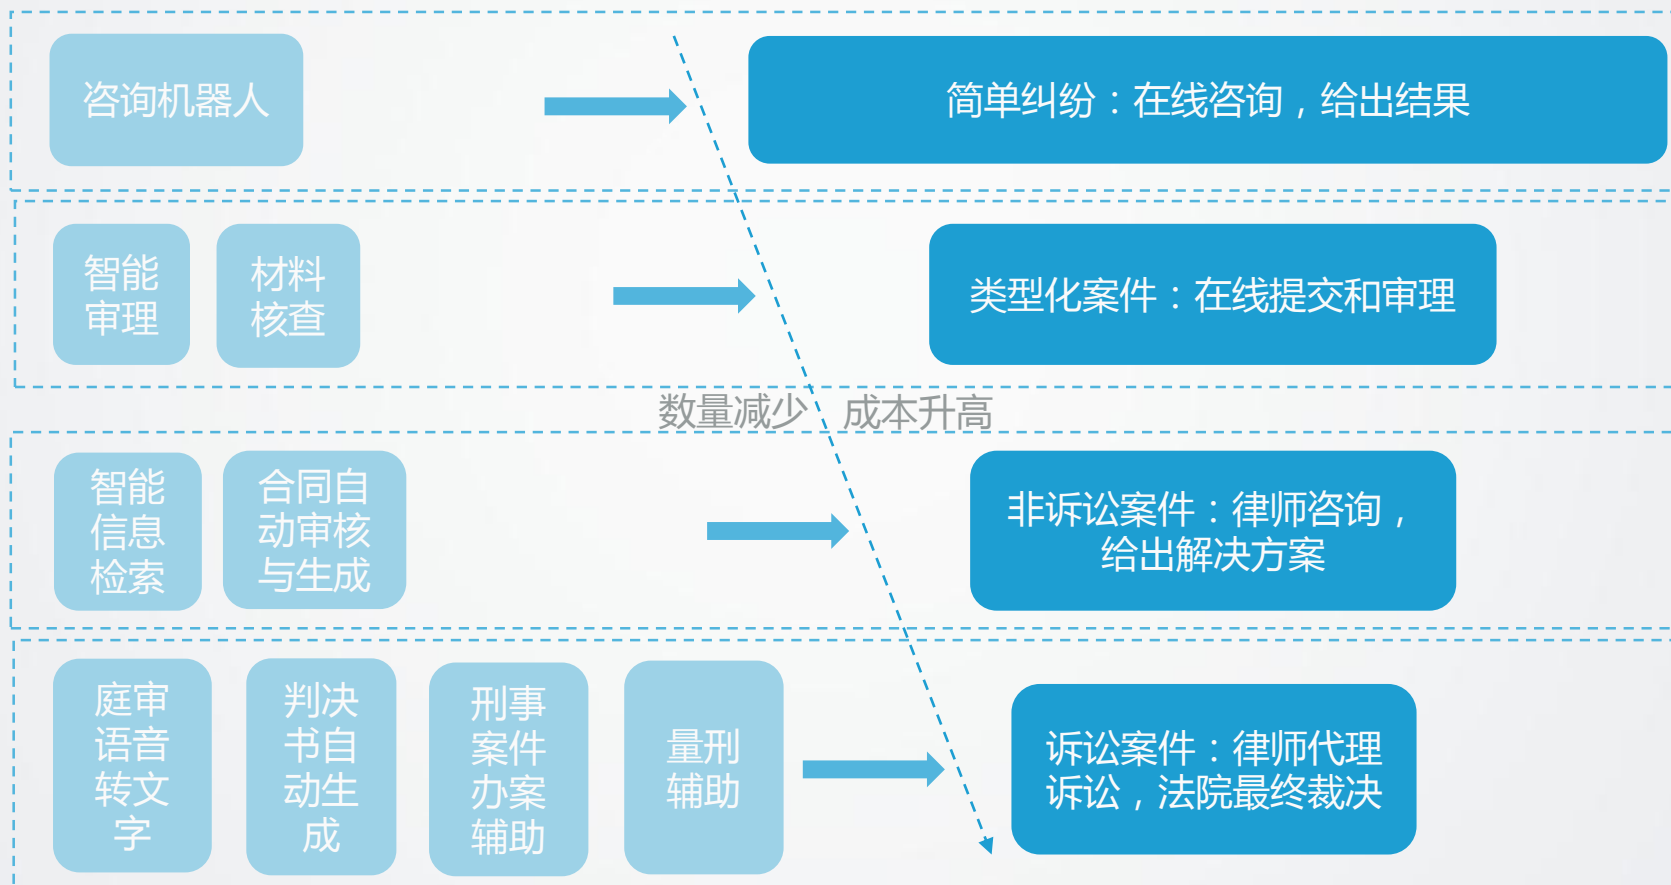 咨询机器人
简单纠纷：在线咨询，给出结果
智能
审理
材料
核查
类型化案件：在线提交和审理
数量减少
成本升高
智能
信息
检索
合同自
动审核
与生成
非诉讼案件：律师咨询，
给出解决方案
庭审
语音
转文
字
判决
书自
动生
成
刑事
案件
办案
辅助
量刑
辅助
诉讼案件：律师代理
诉讼，法院最终裁决